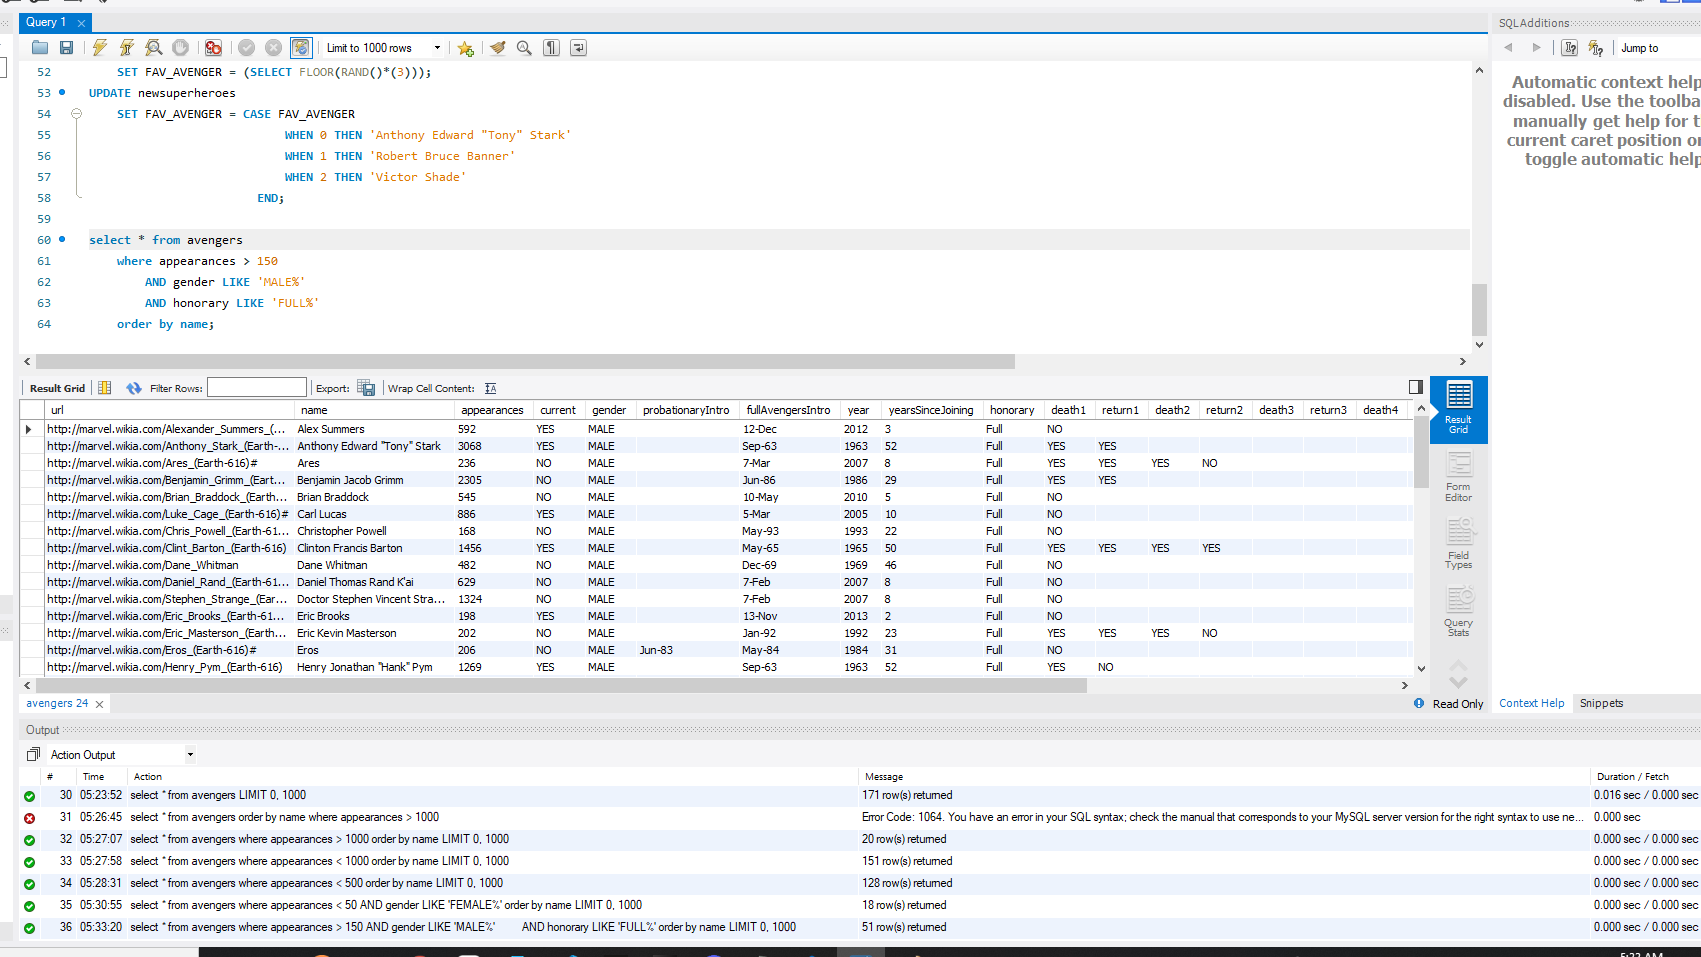 Query 1
SQLAdditions
Limit to 1000 rows
Jump to
52 SET FAV_AVENGER = (SELECT FLOOR(RAND()*(3)));
53 UPDATE newsuperheroes
54 SET FAV_AVENGER = CASE FAV_AVENGER
55 WHEN 0 THEN 'Anthony Edward "Tony" Stark'
56 WHEN 1 THEN 'Robert Bruce Banner'
57 WHEN 2 THEN 'Victor Shade'
58 END;
59
60 select * from avengers
61 where appearances > 150
62 AND gender LIKE 'MALE%'
63 AND honorary LIKE 'FULL%'
64 order by name;
Automatic context help
disabled. Use the toolba
manually get help for t
current caret position or
toggle automatic help
Result Grid Filter Rows: Export: Wrap Cell Content:
url name appearances current gender probationaryIntro fullAvengersIntro year yearsSinceJoining honorary death1 return1 death2 return2 death3 return3 death4
http://marvel.wikia.com/Alexander_Summers_(... Alex Summers 592 YES MALE 12-Dec 2012 3 Full NO
http://marvel.wikia.com/Anthony_Stark_(Earth-... Anthony Edward "Tony" Stark 3068 YES MALE Sep-63 1963 52 Full YES YES
http://marvel.wikia.com/Ares_(Earth-616)# Ares 236 NO MALE 7-Mar 2007 8 Full YES YES YES NO
http://marvel.wikia.com/Benjamin_Grimm_(Eart... Benjamin Jacob Grimm 2305 NO MALE Jun-86 1986 29 Full YES YES
http://marvel.wikia.com/Brian_Braddock_(Earth... Brian Braddock 545 NO MALE 10-May 2010 5 Full NO
http://marvel.wikia.com/Luke_Cage_(Earth-616)# Carl Lucas 886 YES MALE 5-Mar 2005 10 Full NO
http://marvel.wikia.com/Chris_Powell_(Earth-61... Christopher Powell 168 NO MALE May-93 1993 22 Full NO
http://marvel.wikia.com/Clint_Barton_(Earth-616) Clinton Francis Barton 1456 YES MALE May-65 1965 50 Full YES YES YES YES
http://marvel.wikia.com/Dane_Whitman Dane Whitman 482 NO MALE Dec-69 1969 46 Full NO
http://marvel.wikia.com/Daniel_Rand_(Earth-61... Daniel Thomas Rand K'ai 629 NO MALE 7-Feb 2007 8 Full NO
http://marvel.wikia.com/Stephen_Strange_(Ear... Doctor Stephen Vincent Stra... 1324 NO MALE 7-Feb 2007 8 Full NO
http://marvel.wikia.com/Eric_Brooks_(Earth-61... Eric Brooks 198 YES MALE 13-Nov 2013 2 Full NO
http://marvel.wikia.com/Eric_Masterson_(Earth... Eric Kevin Masterson 202 NO MALE Jan-92 1992 23 Full YES YES YES NO
http://marvel.wikia.com/Eros_(Earth-616)# Eros 206 NO MALE Jun-83 May-84 1984 31 Full NO
http://marvel.wikia.com/Henry_Pym_(Earth-616) Henry Jonathan "Hank" Pym 1269 YES MALE Sep-63 1963 52 Full YES NO
Result
Grid
Form
Editor
Field
Types
Query
Stats
avengers 24
Read Only
Context Help Snippets
Output
Action Output
# Time Action Message Duration / Fetch
30 05:23:52 select * from avengers LIMIT 0, 1000 171 row(s) returned 0.016 sec / 0.000 sec
31 05:26:45 select * from avengers order by name where appearances > 1000 Error Code: 1064. You have an error in your SQL syntax; check the manual that corresponds to your MySQL server version for the right syntax to use ne... 0.000 sec
32 05:27:07 select * from avengers where appearances > 1000 order by name LIMIT 0, 1000 20 row(s) returned 0.000 sec / 0.000 sec
33 05:27:58 select * from avengers where appearances < 1000 order by name LIMIT 0, 1000 151 row(s) returned 0.000 sec / 0.000 sec
34 05:28:31 select * from avengers where appearances < 500 order by name LIMIT 0, 1000 128 row(s) returned 0.000 sec / 0.000 sec
35 05:30:55 select * from avengers where appearances < 50 AND gender LIKE 'FEMALE%' order by name LIMIT 0, 1000 18 row(s) returned 0.000 sec / 0.000 sec
36 05:33:20 select * from avengers where appearances > 150 AND gender LIKE 'MALE%' AND honorary LIKE 'FULL%' order by name LIMIT 0, 1000 51 row(s) returned 0.000 sec / 0.000 sec